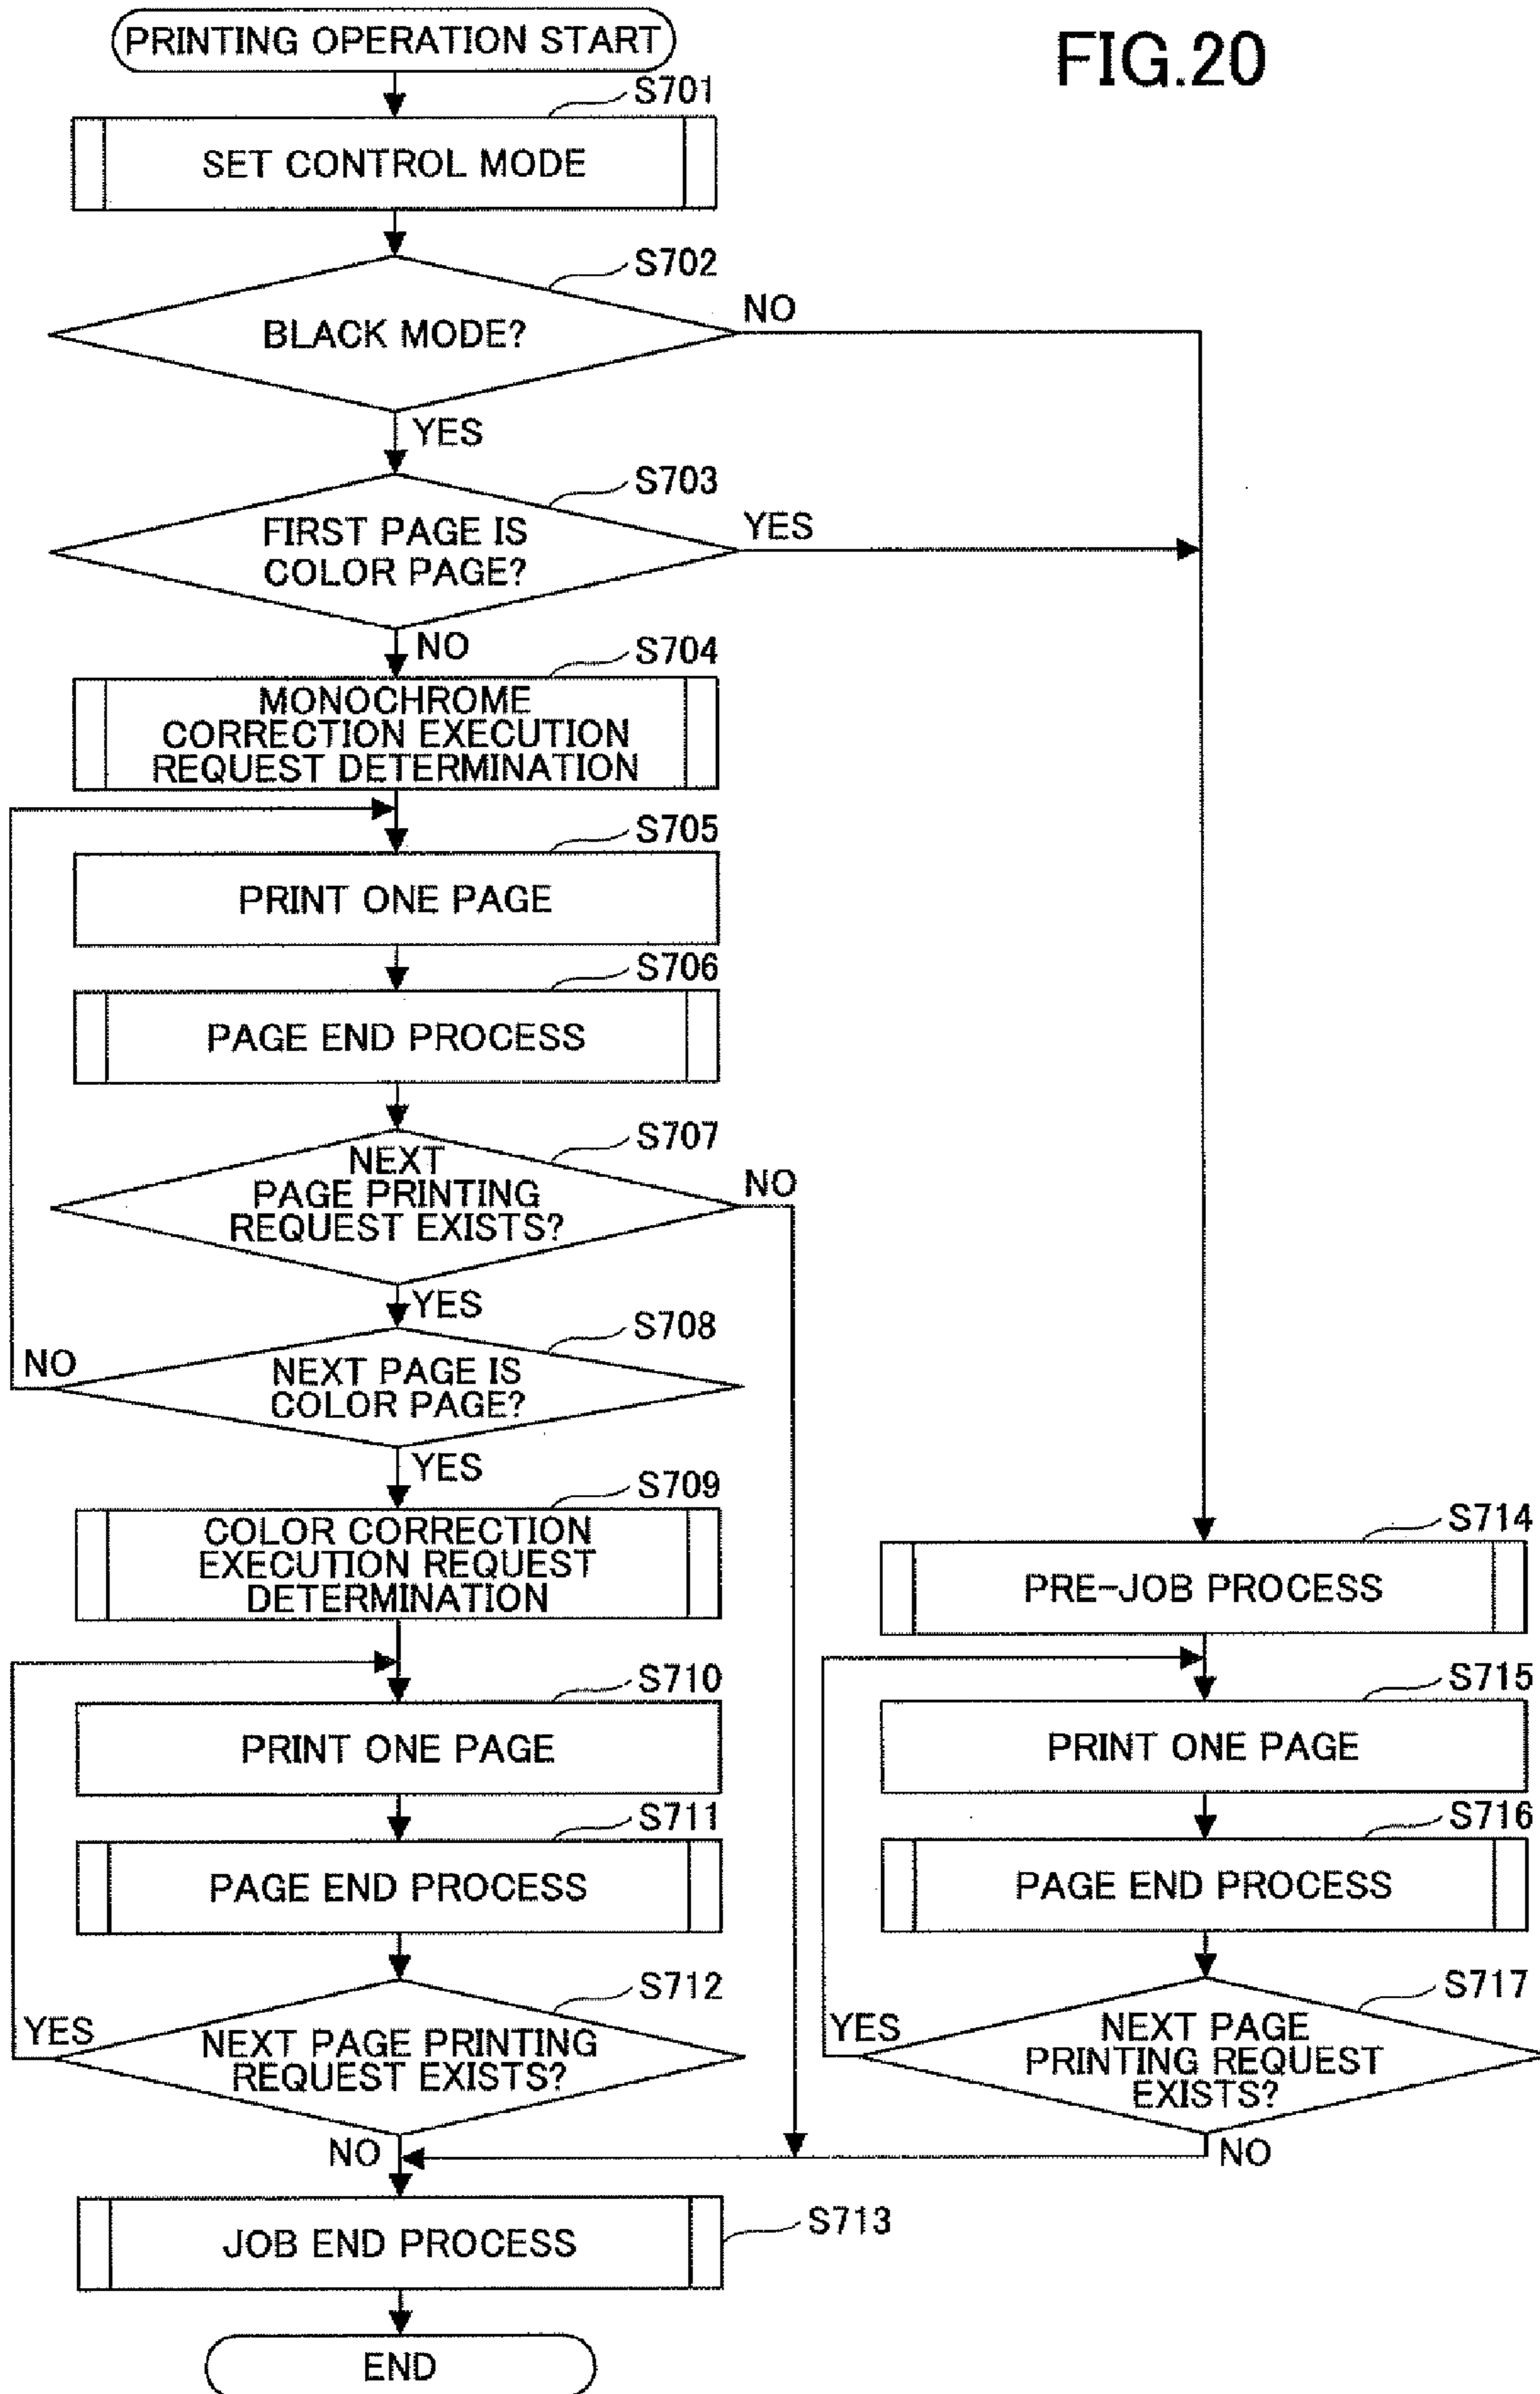 FIG.20
PRINTING OPERATION START
S701
SET CONTROL MODE
S702
BLACK MODE?
NO
YES
S703
FIRST PAGE IS
COLOR PAGE?
YES
NO
S704
MONOCHROME
CORRECTION EXECUTION
REQUEST DETERMINATION
S705
PRINT ONE PAGE
S706
PAGE END PROCESS
S707
NEXT
PAGE PRINTING
REQUEST EXISTS?
NO
YES
S708
NEXT PAGE IS
COLOR PAGE?
NO
YES
S709
COLOR CORRECTION
EXECUTION REQUEST
DETERMINATION
S710
PRINT ONE PAGE
S711
PAGE END PROCESS
S712
NEXT PAGE PRINTING
REQUEST EXISTS?
YES
NO
S714
PRE-JOB PROCESS
S715
PRINT ONE PAGE
S716
PAGE END PROCESS
S717
NEXT PAGE
PRINTING REQUEST
EXISTS?
YES
NO
S713
JOB END PROCESS
END